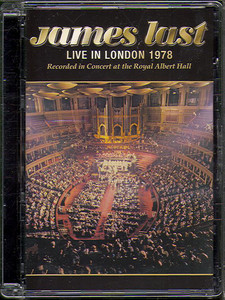 james last
LIVE IN LONDON 1978
Recorded in Concert at the Royal Albert Hall